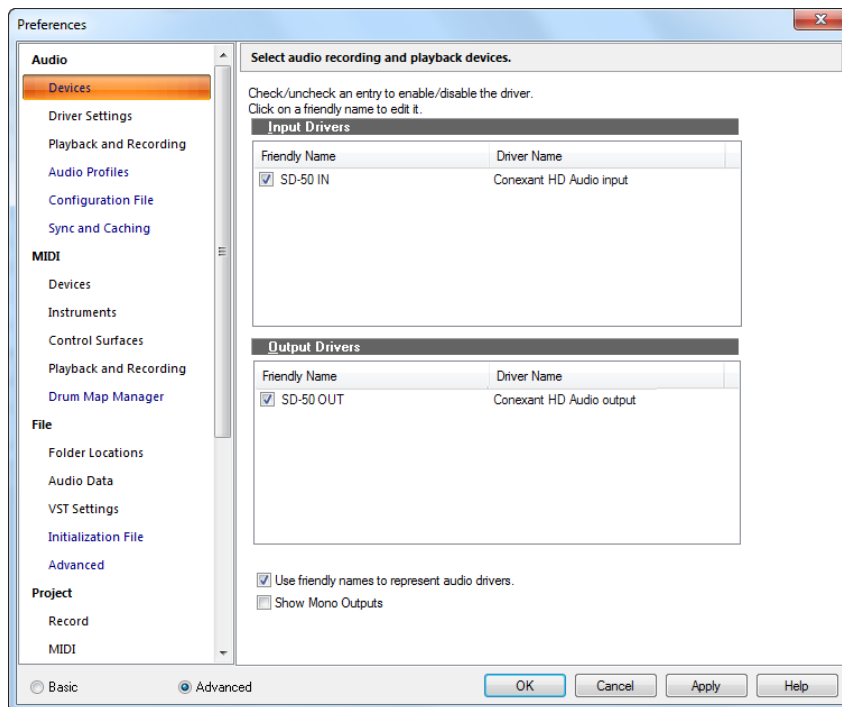 Preferences
Audio
Devices
Driver Settings
Playback and Recording
Audio Profiles
Configuration File
Sync and Caching
MIDI
Devices
Instruments
Control Surfaces
Playback and Recording
Drum Map Manager
File
Folder Locations
Audio Data
VST Settings
Initialization File
Advanced
Project
Record
MIDI
Basic
Advanced
Select audio recording and playback devices.
Check/uncheck an entry to enable/disable the driver.
Click on a friendly name to edit it.
Input Drivers
Friendly Name Driver Name
SD-50 IN Conexant HD Audio input
Output Drivers
Friendly Name Driver Name
SD-50 OUT Conexant HD Audio output
Use friendly names to represent audio drivers.
Show Mono Outputs
OK Cancel Apply Help